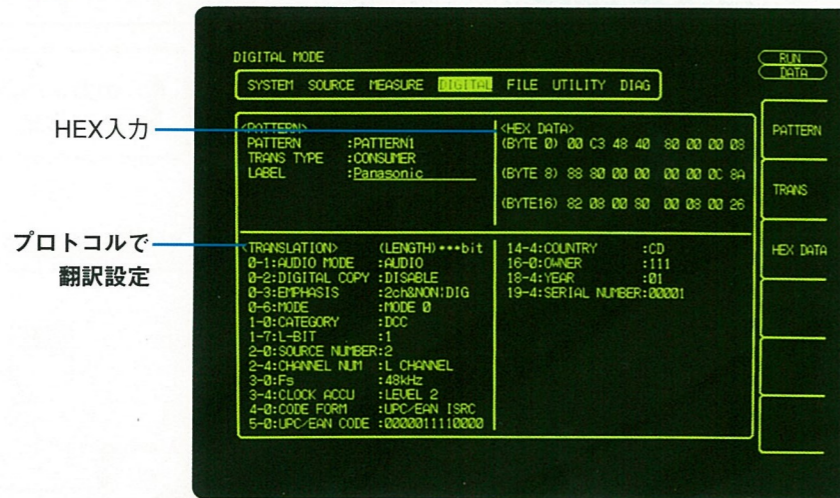 DIGITAL MODE
RUN
DATA
SYSTEM SOURCE MEASURE DIGITAL FILE UTILITY DIAG
HEX入力
<PATTERN>
PATTERN :PATTERN1
TRANS TYPE :CONSUMER
LABEL :Panasonic
<HEX DATA>
(BYTE 0) 00 C3 48 40 80 00 00 08
(BYTE 8) 88 80 00 00 00 00 0C 8A
(BYTE16) 82 08 00 80 00 08 00 26
PATTERN
TRANS
HEX DATA
プロトコルで
翻訳設定
<TRANSLATION> (LENGTH)***bit
0-1:AUDIO MODE :AUDIO
0-2:DIGITAL COPY :DISABLE
0-3:EMPHASIS :2ch&NON:DIG
0-6:MODE :MODE 0
1-0:CATEGORY :DCC
1-7:L-BIT :1
2-0:SOURCE NUMBER:2
2-4:CHANNEL NUM :L CHANNEL
3-0:Fs :48kHz
3-4:CLOCK ACCU :LEVEL 2
4-0:CODE FORM :UPC/EAN ISRC
5-0:UPC/EAN CODE :0000011110000
14-4:COUNTRY :CD
16-0:OWNER :111
18-4:YEAR :01
19-4:SERIAL NUMBER:00001